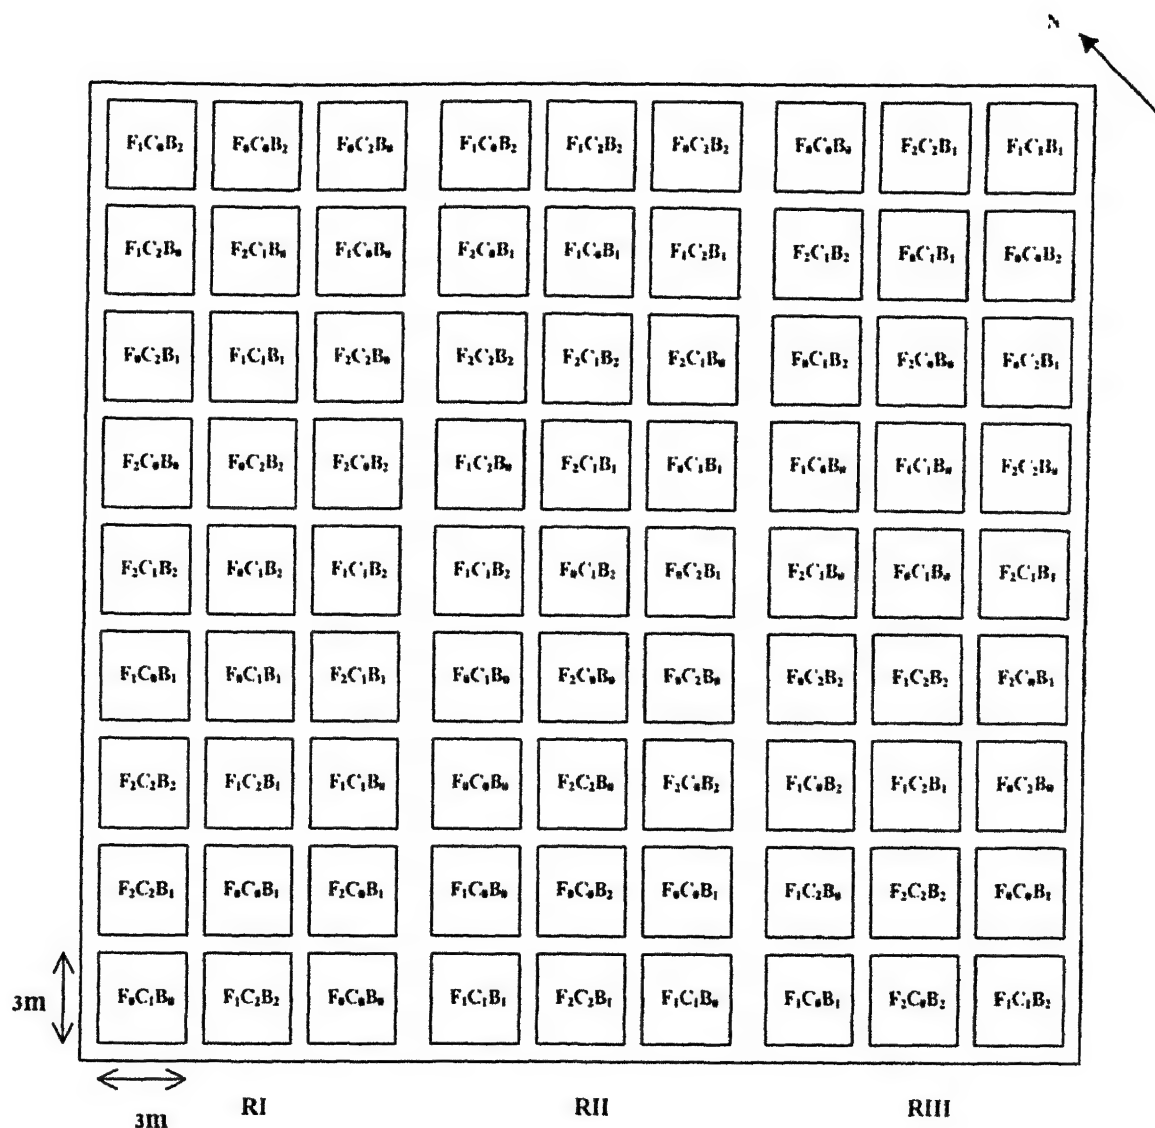 N
F₁C₀B₂ F₀C₀B₂ F₀C₂B₀ F₁C₀B₂ F₁C₂B₂ F₀C₂B₂ F₀C₀B₀ F₂C₂B₁ F₁C₁B₁
F₁C₂B₀ F₂C₁B₀ F₁C₀B₀ F₂C₀B₁ F₁C₀B₁ F₁C₂B₁ F₂C₁B₂ F₀C₁B₁ F₀C₀B₂
F₀C₂B₁ F₁C₁B₁ F₂C₂B₀ F₂C₂B₂ F₂C₁B₂ F₂C₁B₀ F₀C₁B₂ F₂C₀B₀ F₀C₂B₁
F₂C₀B₀ F₀C₂B₂ F₂C₀B₂ F₁C₂B₀ F₂C₁B₁ F₀C₁B₁ F₁C₀B₀ F₁C₁B₀ F₂C₂B₀
F₂C₁B₂ F₀C₁B₂ F₁C₁B₂ F₁C₁B₂ F₀C₁B₂ F₀C₂B₁ F₂C₁B₀ F₀C₁B₀ F₂C₁B₁
F₁C₀B₁ F₀C₁B₁ F₂C₁B₁ F₀C₁B₀ F₂C₀B₀ F₀C₂B₀ F₀C₂B₂ F₁C₂B₂ F₂C₀B₁
F₂C₂B₂ F₁C₂B₁ F₁C₁B₀ F₀C₀B₀ F₂C₂B₀ F₂C₀B₂ F₁C₀B₂ F₁C₂B₁ F₀C₂B₀
F₂C₂B₁ F₀C₀B₁ F₂C₀B₁ F₁C₀B₀ F₀C₀B₂ F₀C₀B₁ F₁C₂B₀ F₂C₂B₂ F₀C₀B₁
3m F₀C₁B₀ F₁C₂B₂ F₀C₀B₀ F₁C₁B₁ F₂C₂B₁ F₁C₁B₀ F₁C₀B₁ F₂C₀B₂ F₁C₁B₂
3m RI RII RIII